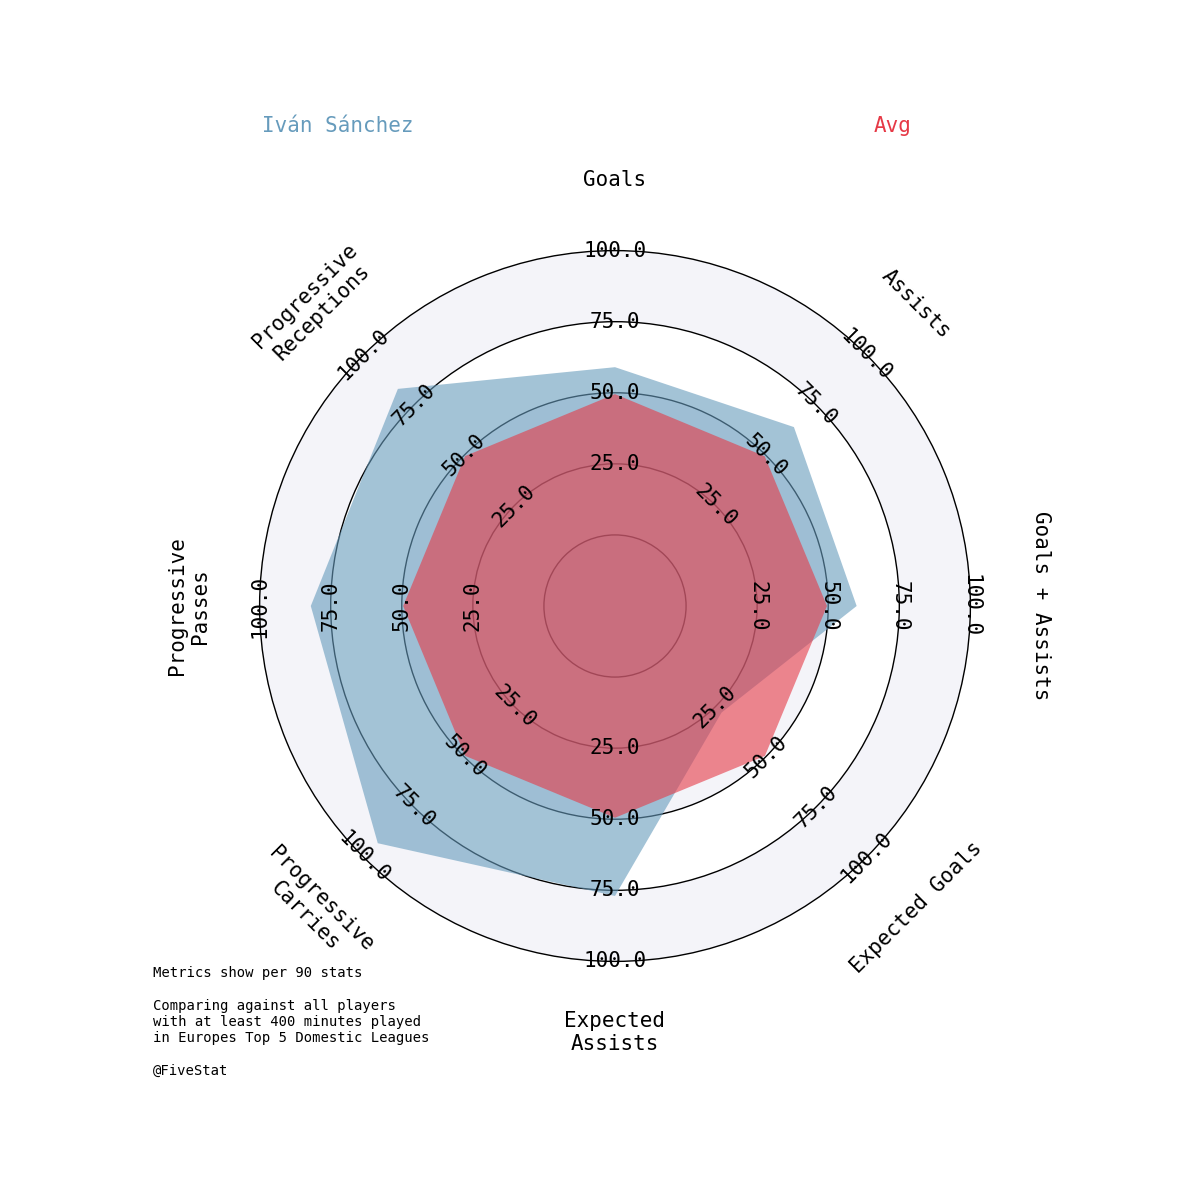 Iván Sánchez
Avg
Goals
Assists
Goals + Assists
Expected Goals
Expected
Assists
Progressive
Carries
Progressive
Passes
Progressive
Receptions
25.0
50.0
75.0
100.0
25.0
50.0
75.0
100.0
25.0
50.0
75.0
100.0
25.0
50.0
75.0
100.0
25.0
50.0
75.0
100.0
25.0
50.0
75.0
100.0
25.0
50.0
75.0
100.0
25.0
50.0
75.0
100.0
Metrics show per 90 stats
Comparing against all players
with at least 400 minutes played
in Europes Top 5 Domestic Leagues
@FiveStat